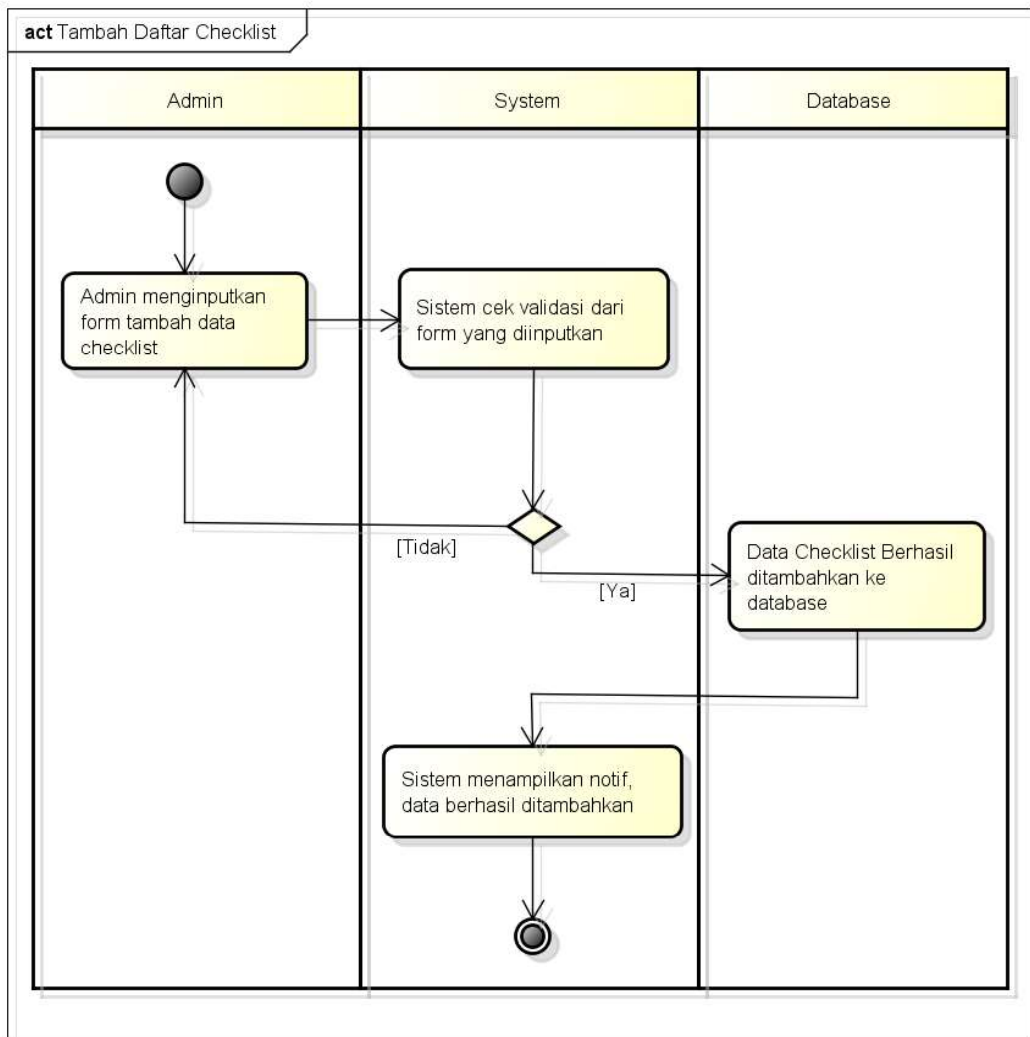 act Tambah Daftar Checklist
Admin
System
Database
Admin menginputkan
form tambah data
checklist
Sistem cek validasi dari
form yang diinputkan
[Tidak]
[Ya]
Data Checklist Berhasil
ditambahkan ke
database
Sistem menampilkan notif,
data berhasil ditambahkan